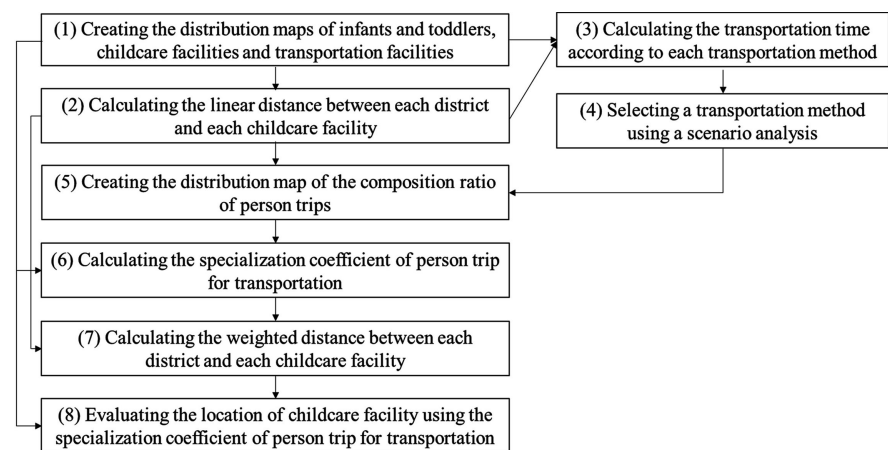 (1) Creating the distribution maps of infants and toddlers,
childcare facilities and transportation facilities
(2) Calculating the linear distance between each district
and each childcare facility
(3) Calculating the transportation time
according to each transportation method
(4) Selecting a transportation method
using a scenario analysis
(5) Creating the distribution map of the composition ratio
of person trips
(6) Calculating the specialization coefficient of person trip
for transportation
(7) Calculating the weighted distance between each
district and each childcare facility
(8) Evaluating the location of childcare facility using the
specialization coefficient of person trip for transportation